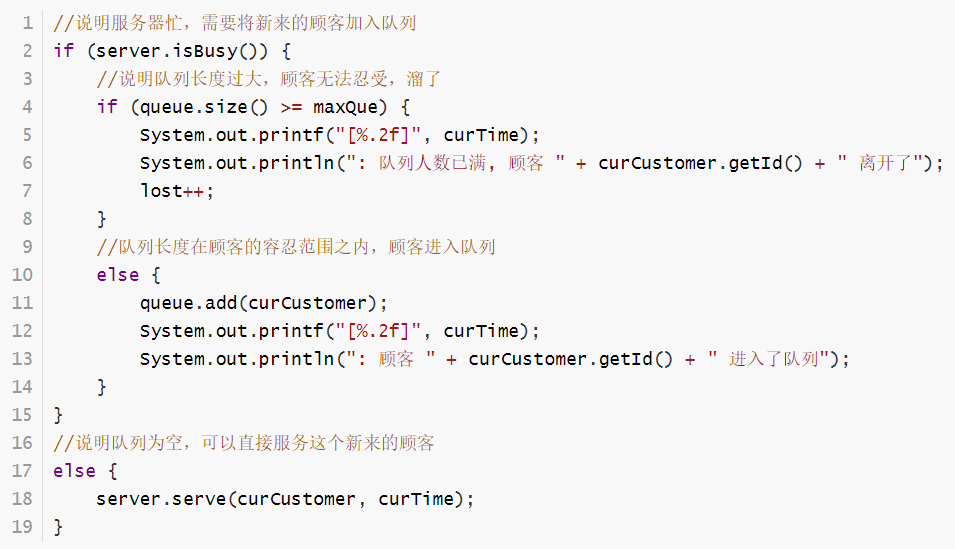 1 //说明服务器忙，需要将新来的顾客加入队列
2 if (server.isBusy()) {
3     //说明队列长度过大，顾客无法忍受，溜了
4     if (queue.size() >= maxQue) {
5         System.out.printf("[%.2f]", curTime);
6         System.out.println(": 队列人数已满, 顾客 " + curCustomer.getId() + " 离开了");
7         lost++;
8     }
9     //队列长度在顾客的容忍范围之内，顾客进入队列
10     else {
11         queue.add(curCustomer);
12         System.out.printf("[%.2f]", curTime);
13         System.out.println(": 顾客 " + curCustomer.getId() + " 进入了队列");
14     }
15 }
16 //说明队列为空，可以直接服务这个新来的顾客
17 else {
18     server.serve(curCustomer, curTime);
19 }